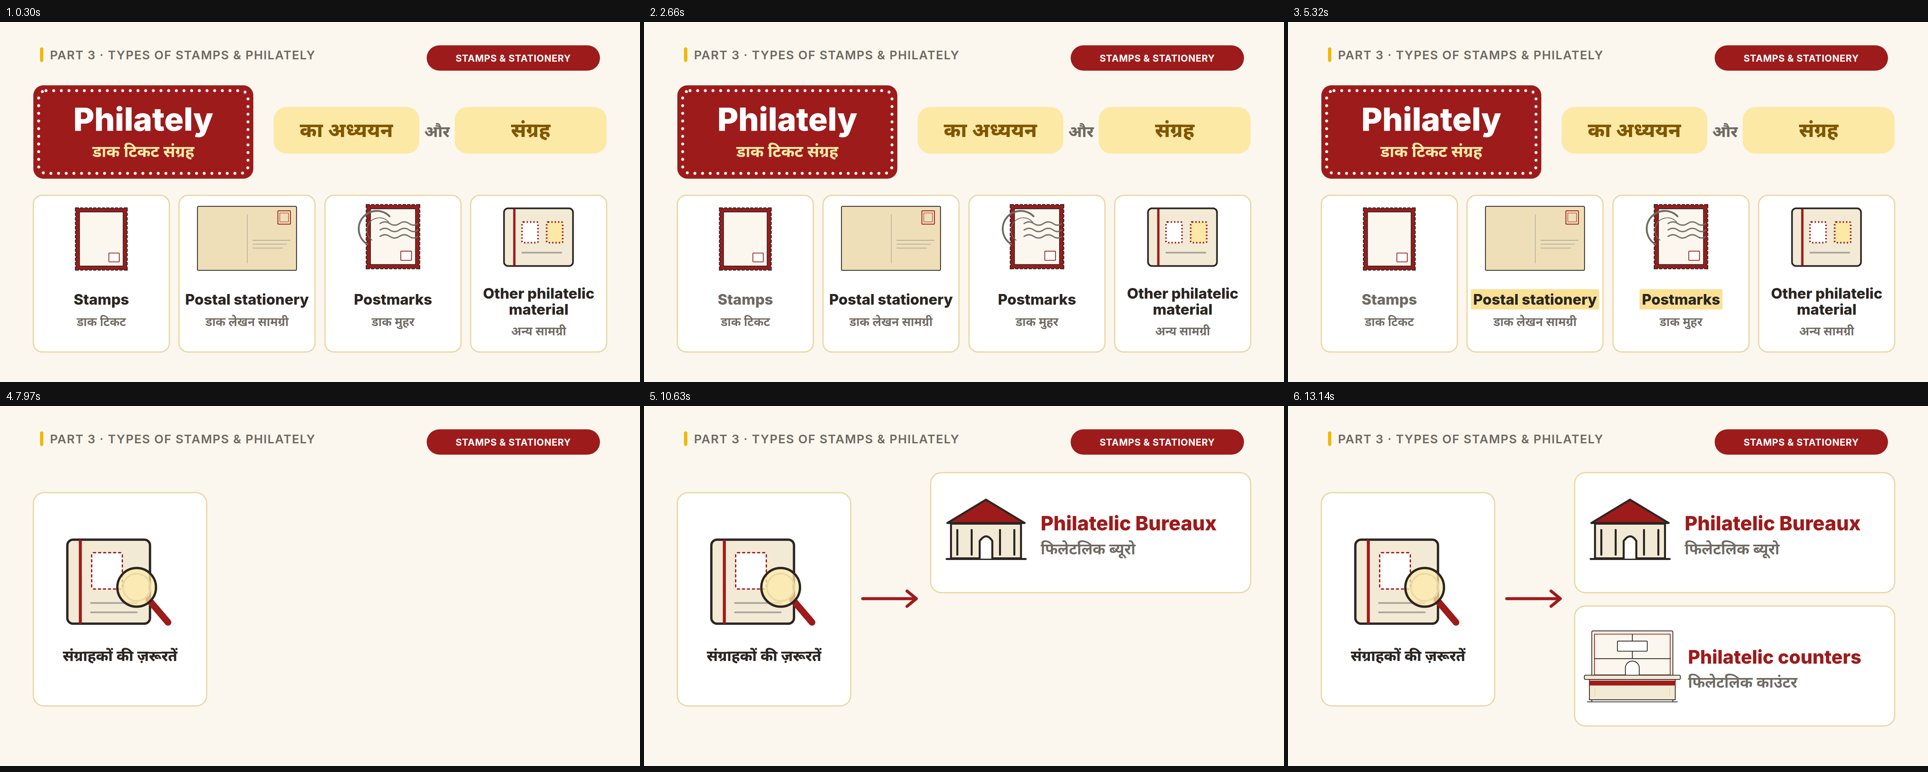 1. 0.30s
PART 3 · TYPES OF STAMPS & PHILATELY
STAMPS & STATIONERY
Philately
डाक टिकट संग्रह
का अध्ययन और संग्रह
Stamps
डाक टिकट
Postal stationery
डाक लेखन सामग्री
Postmarks
डाक मुहर
Other philatelic
material
अन्य सामग्री
2. 2.66s
PART 3 · TYPES OF STAMPS & PHILATELY
STAMPS & STATIONERY
Philately
डाक टिकट संग्रह
का अध्ययन और संग्रह
Stamps
डाक टिकट
Postal stationery
डाक लेखन सामग्री
Postmarks
डाक मुहर
Other philatelic
material
अन्य सामग्री
3. 5.32s
PART 3 · TYPES OF STAMPS & PHILATELY
STAMPS & STATIONERY
Philately
डाक टिकट संग्रह
का अध्ययन और संग्रह
Stamps
डाक टिकट
Postal stationery
डाक लेखन सामग्री
Postmarks
डाक मुहर
Other philatelic
material
अन्य सामग्री
4. 7.97s
PART 3 · TYPES OF STAMPS & PHILATELY
STAMPS & STATIONERY
संग्राहकों की ज़रूरतें
5. 10.63s
PART 3 · TYPES OF STAMPS & PHILATELY
STAMPS & STATIONERY
संग्राहकों की ज़रूरतें
Philatelic Bureaux
फिलेटलिक ब्यूरो
6. 13.14s
PART 3 · TYPES OF STAMPS & PHILATELY
STAMPS & STATIONERY
संग्राहकों की ज़रूरतें
Philatelic Bureaux
फिलेटलिक ब्यूरो
Philatelic counters
फिलेटलिक काउंटर